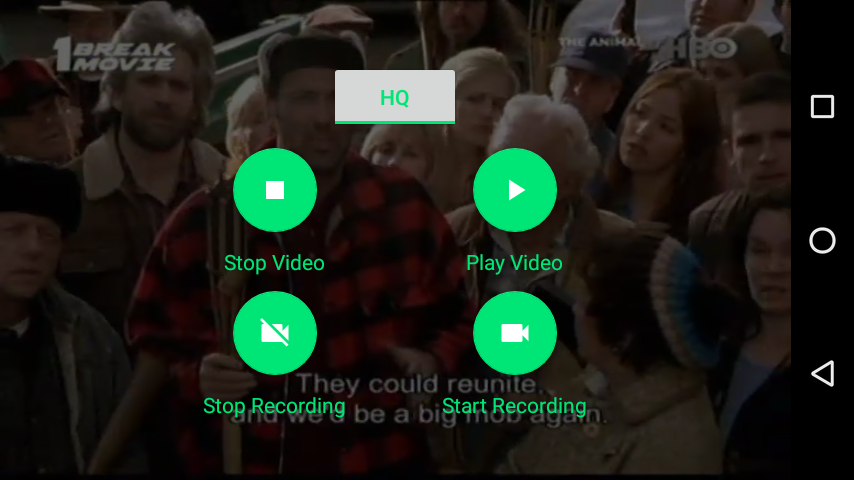 1 BREAK MOVIE
THE ANIMAL
HBO
HQ
Stop Video
Play Video
They could reunite..
and we'd be a big mob again.
Stop Recording
Start Recording